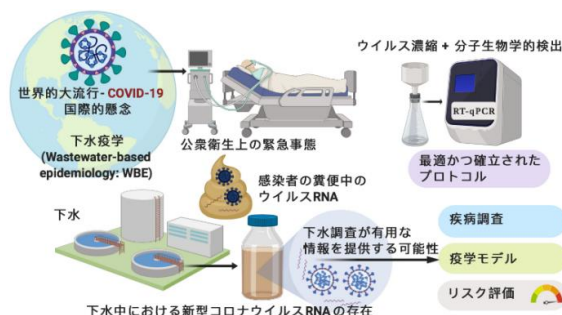 世界的大流行- COVID-19
国際的懸念
下水疫学
(Wastewater-based
epidemiology: WBE)
公衆衛生上の緊急事態
ウイルス濃縮 + 分子生物学的検出
RT-qPCR
最適かつ確立された
プロトコル
感染者の糞便中の
ウイルスRNA
下水
下水調査が有用な
情報を提供する可能性
疾病調査
疫学モデル
リスク評価
下水中における新型コロナウイルスRNAの存在